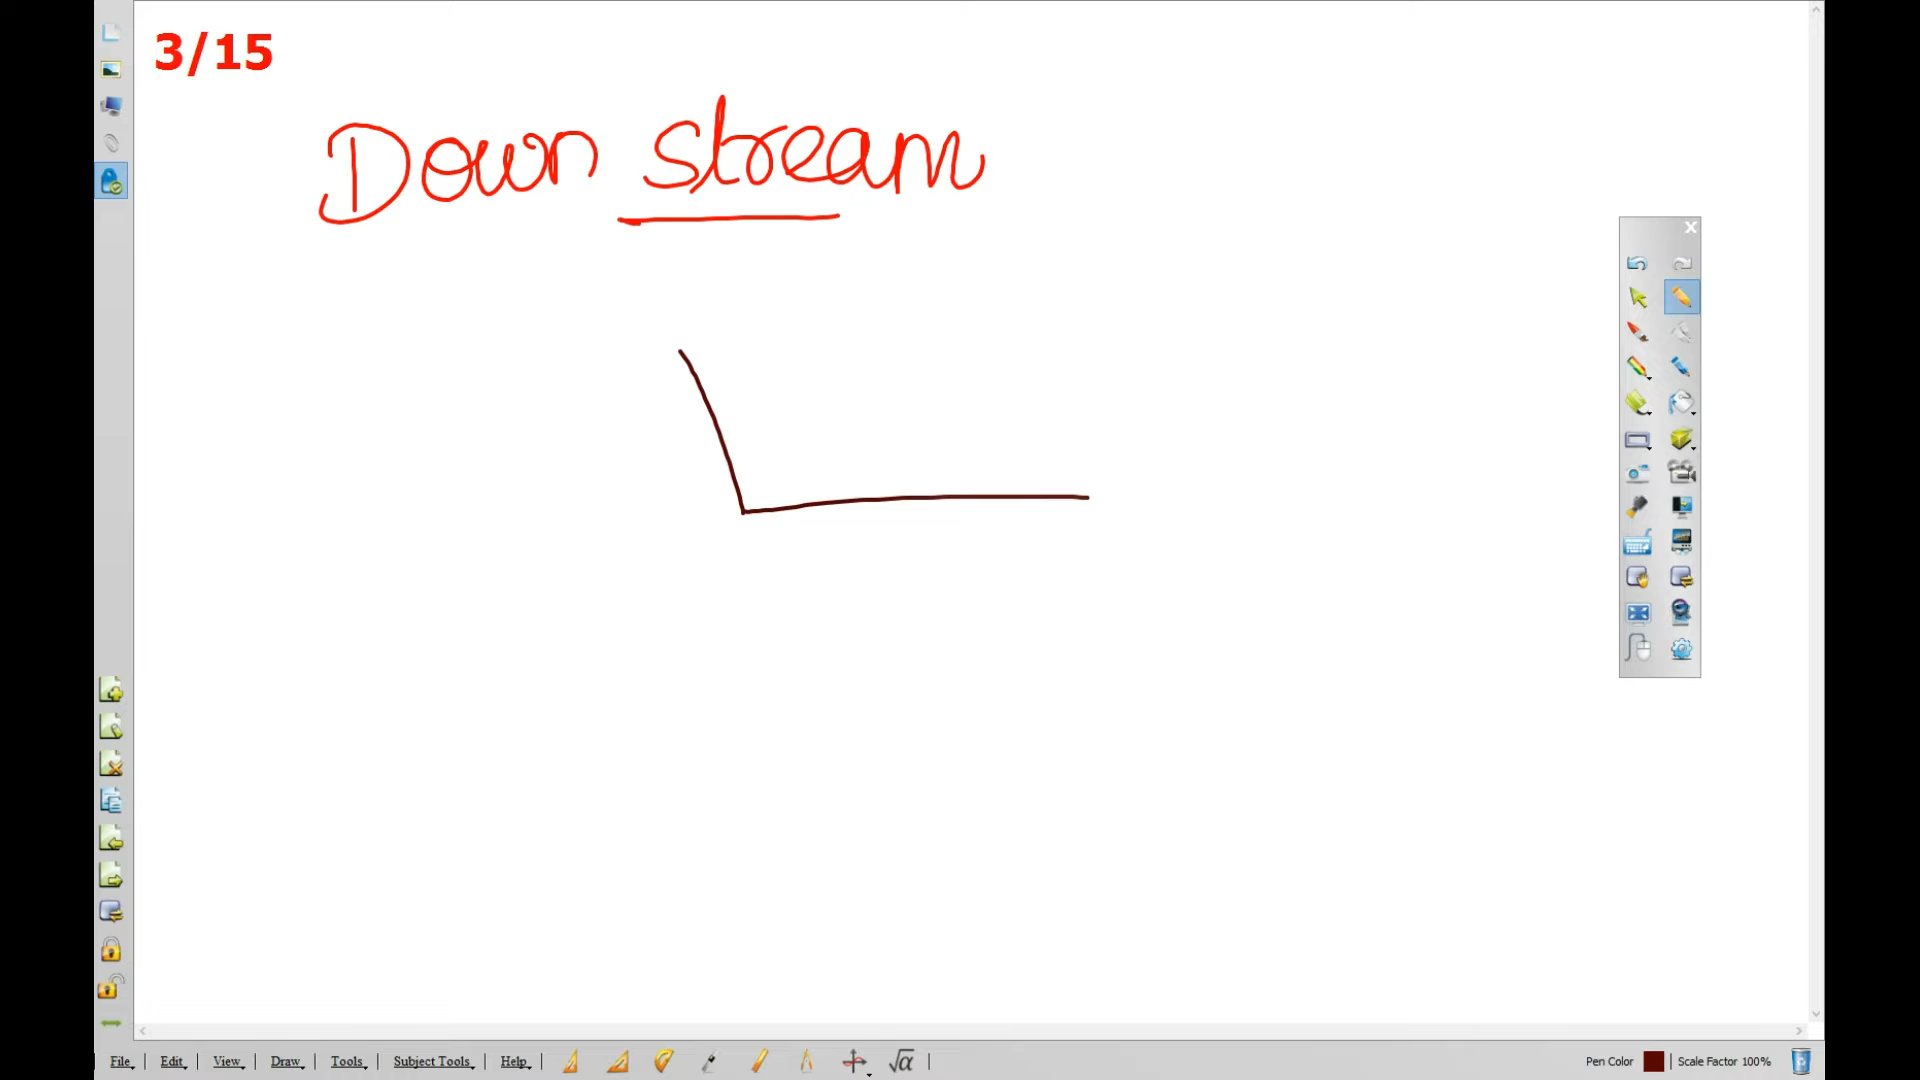 3/15
Down stream
File
Edit
View
Draw
Tools
Subject Tools
Help
√α
Pen Color
Scale Factor 100%